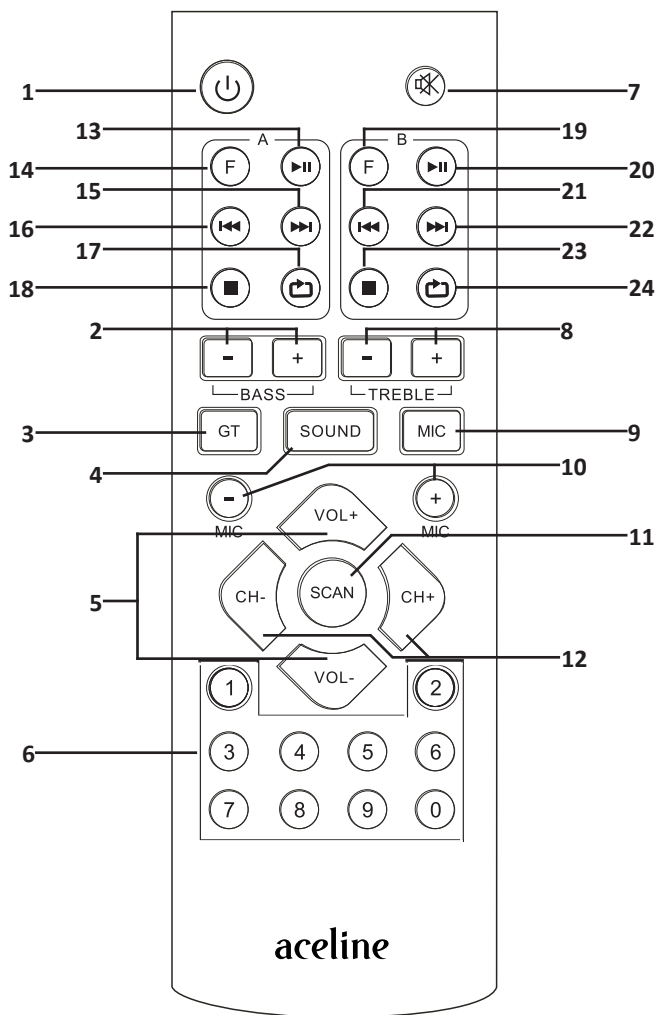 1 7
13 A B 19
14 F F 20
15 21
16 22
17 23
18 24
2 - + - + 8
BASS TREBLE
3 GT SOUND MIC 9
4 10
- VOL+ +
MIC MIC
11
5 CH- SCAN CH+
12
VOL-
1 2
6 3 4 5 6
7 8 9 0
aceline